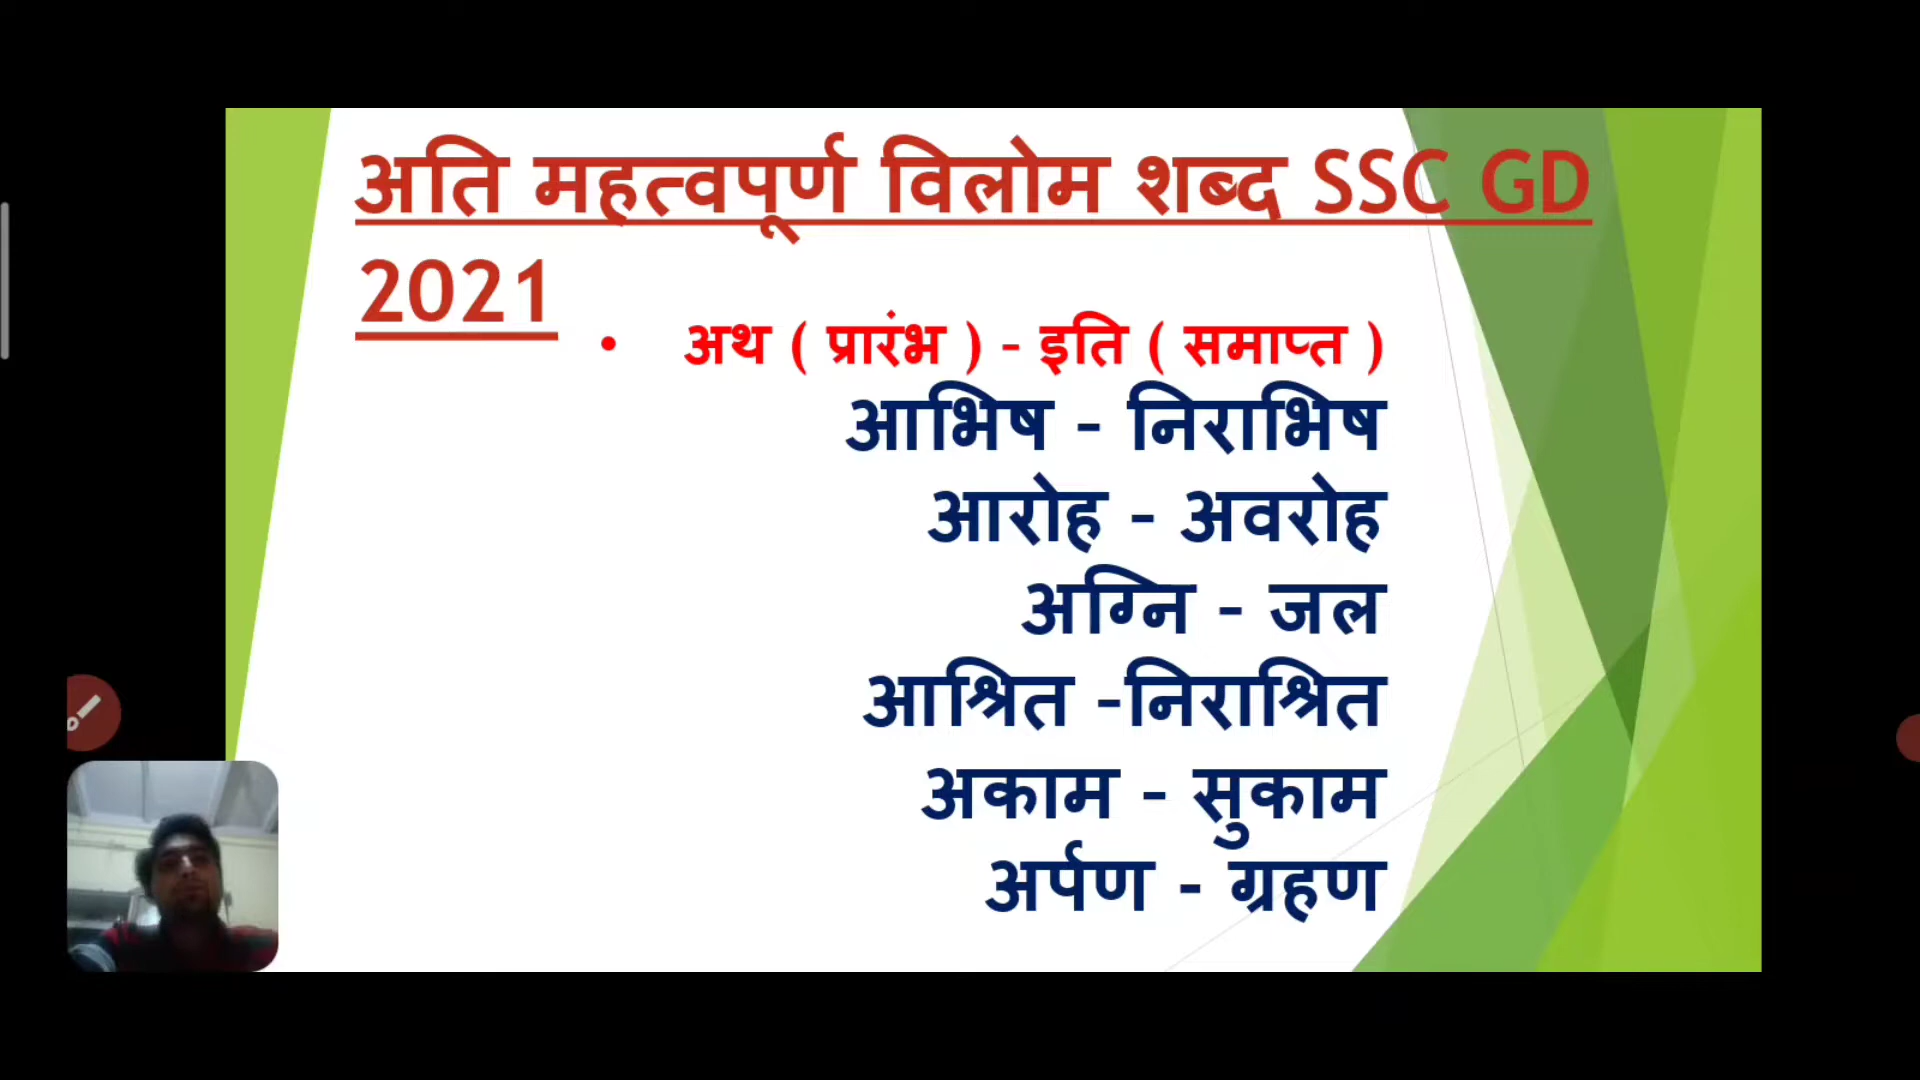 अति महत्वपूर्ण विलोम शब्द SSC GD
2021
• अथ ( प्रारंभ ) - इति ( समाप्त )
आभिष - निराभिष
आरोह - अवरोह
अग्नि - जल
आश्रित -निराश्रित
अकाम - सुकाम
अर्पण - ग्रहण